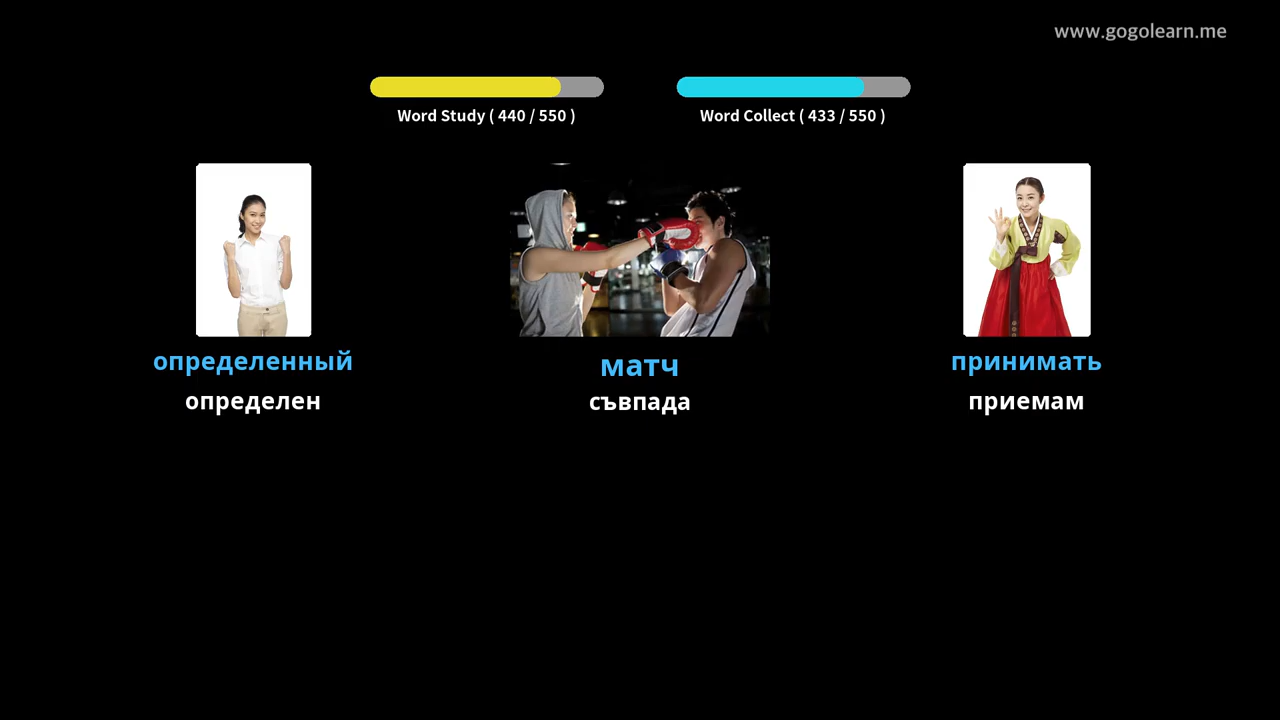 www.gogolearn.me
Word Study ( 440 / 550 )
Word Collect ( 433 / 550 )
определенный
матч
принимать
определен
съвпада
приемам